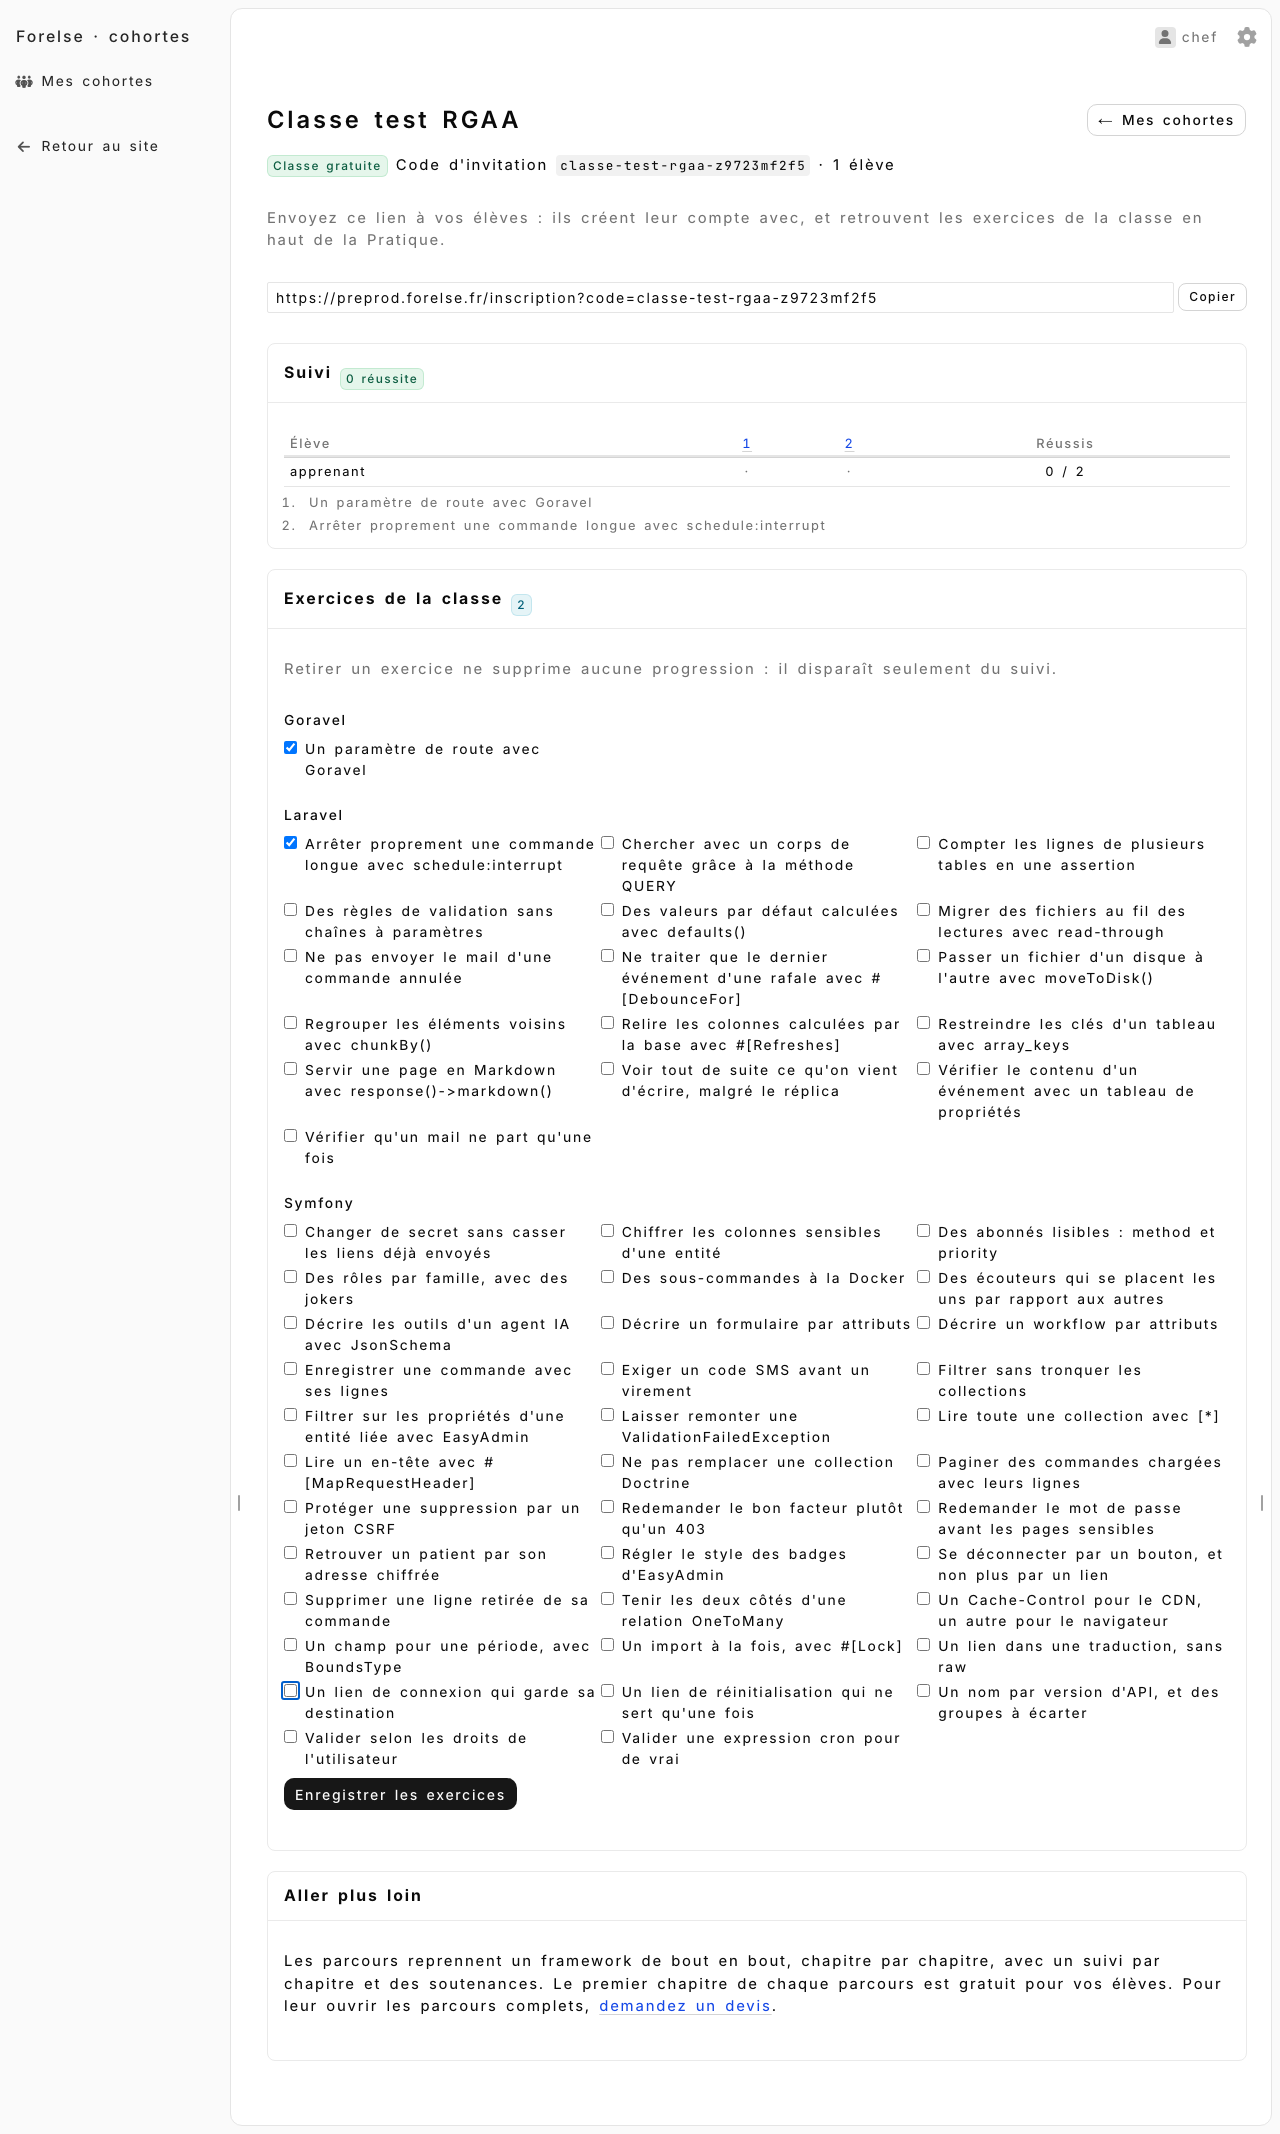 Forelse · cohortes
Mes cohortes
← Retour au site
chef
Classe test RGAA
← Mes cohortes
Classe gratuite Code d'invitation classe-test-rgaa-z9723mf2f5 · 1 élève
Envoyez ce lien à vos élèves : ils créent leur compte avec, et retrouvent les exercices de la classe en
haut de la Pratique.
https://preprod.forelse.fr/inscription?code=classe-test-rgaa-z9723mf2f5
Copier
Suivi 0 réussite
Élève 1 2 Réussis
apprenant · · 0 / 2
1. Un paramètre de route avec Goravel
2. Arrêter proprement une commande longue avec schedule:interrupt
Exercices de la classe 2
Retirer un exercice ne supprime aucune progression : il disparaît seulement du suivi.
Goravel
Un paramètre de route avec
Goravel
Laravel
Arrêter proprement une commande
longue avec schedule:interrupt
Chercher avec un corps de
requête grâce à la méthode
QUERY
Compter les lignes de plusieurs
tables en une assertion
Des règles de validation sans
chaînes à paramètres
Des valeurs par défaut calculées
avec defaults()
Migrer des fichiers au fil des
lectures avec read-through
Ne pas envoyer le mail d'une
commande annulée
Ne traiter que le dernier
événement d'une rafale avec #
[DebounceFor]
Passer un fichier d'un disque à
l'autre avec moveToDisk()
Regrouper les éléments voisins
avec chunkBy()
Relire les colonnes calculées par
la base avec #[Refreshes]
Restreindre les clés d'un tableau
avec array_keys
Servir une page en Markdown
avec response()->markdown()
Voir tout de suite ce qu'on vient
d'écrire, malgré le réplica
Vérifier le contenu d'un
événement avec un tableau de
propriétés
Vérifier qu'un mail ne part qu'une
fois
Symfony
Changer de secret sans casser
les liens déjà envoyés
Chiffrer les colonnes sensibles
d'une entité
Des abonnés lisibles : method et
priority
Des rôles par famille, avec des
jokers
Des sous-commandes à la Docker
Des écouteurs qui se placent les
uns par rapport aux autres
Décrire les outils d'un agent IA
avec JsonSchema
Décrire un formulaire par attributs
Décrire un workflow par attributs
Enregistrer une commande avec
ses lignes
Exiger un code SMS avant un
virement
Filtrer sans tronquer les
collections
Filtrer sur les propriétés d'une
entité liée avec EasyAdmin
Laisser remonter une
ValidationFailedException
Lire toute une collection avec [*]
Lire un en-tête avec #
[MapRequestHeader]
Ne pas remplacer une collection
Doctrine
Paginer des commandes chargées
avec leurs lignes
Protéger une suppression par un
jeton CSRF
Redemander le bon facteur plutôt
qu'un 403
Redemander le mot de passe
avant les pages sensibles
Retrouver un patient par son
adresse chiffrée
Régler le style des badges
d'EasyAdmin
Se déconnecter par un bouton, et
non plus par un lien
Supprimer une ligne retirée de sa
commande
Tenir les deux côtés d'une
relation OneToMany
Un Cache-Control pour le CDN,
un autre pour le navigateur
Un champ pour une période, avec
BoundsType
Un import à la fois, avec #[Lock]
Un lien dans une traduction, sans
raw
Un lien de connexion qui garde sa
destination
Un lien de réinitialisation qui ne
sert qu'une fois
Un nom par version d'API, et des
groupes à écarter
Valider selon les droits de
l'utilisateur
Valider une expression cron pour
de vrai
Enregistrer les exercices
Aller plus loin
Les parcours reprennent un framework de bout en bout, chapitre par chapitre, avec un suivi par
chapitre et des soutenances. Le premier chapitre de chaque parcours est gratuit pour vos élèves. Pour
leur ouvrir les parcours complets, demandez un devis.